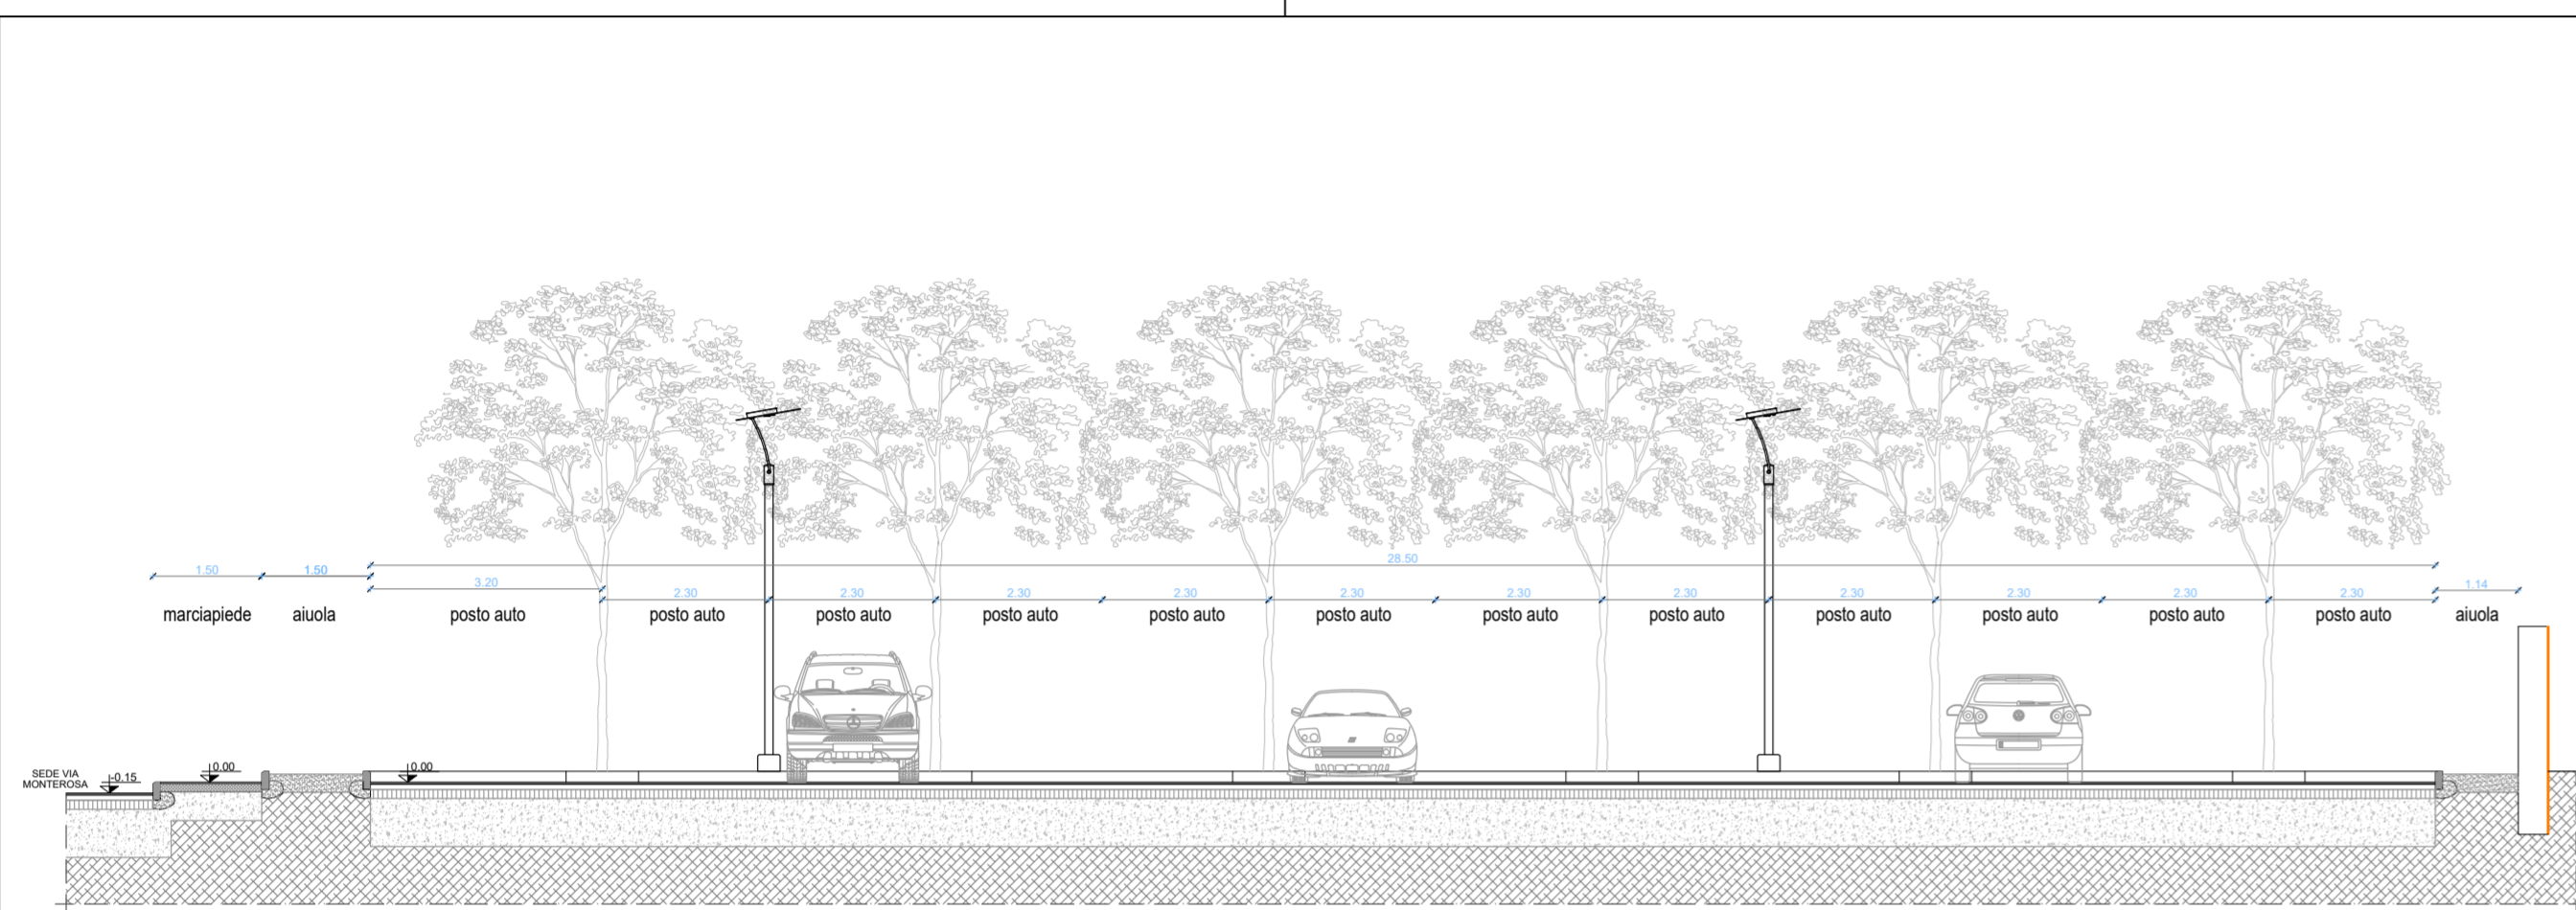 28.50
1.50 1.50 3.20 1.14
2.30 2.30 2.30 2.30 2.30 2.30 2.30 2.30 2.30 2.30 2.30
marciapiede aiuola posto auto posto auto posto auto posto auto posto auto posto auto posto auto posto auto posto auto posto auto posto auto posto auto aiuola
SEDE VIA
MONTEROSA
-0.15 0.00 0.00